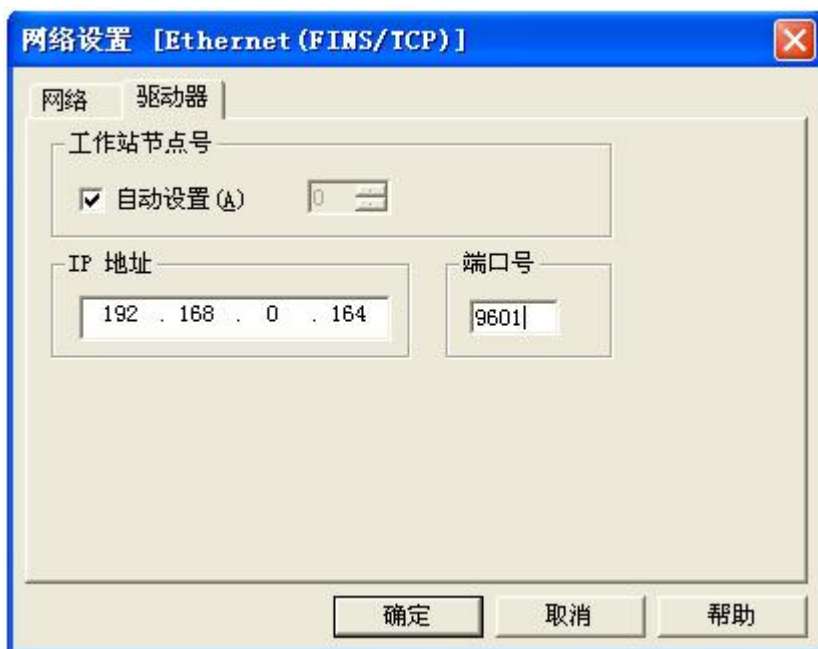 网络设置 [Ethernet(FINS/TCP)]
网络 驱动器
工作站节点号
自动设置(A) 0
IP 地址 端口号
192 . 168 . 0 . 164 9601
确定 取消 帮助